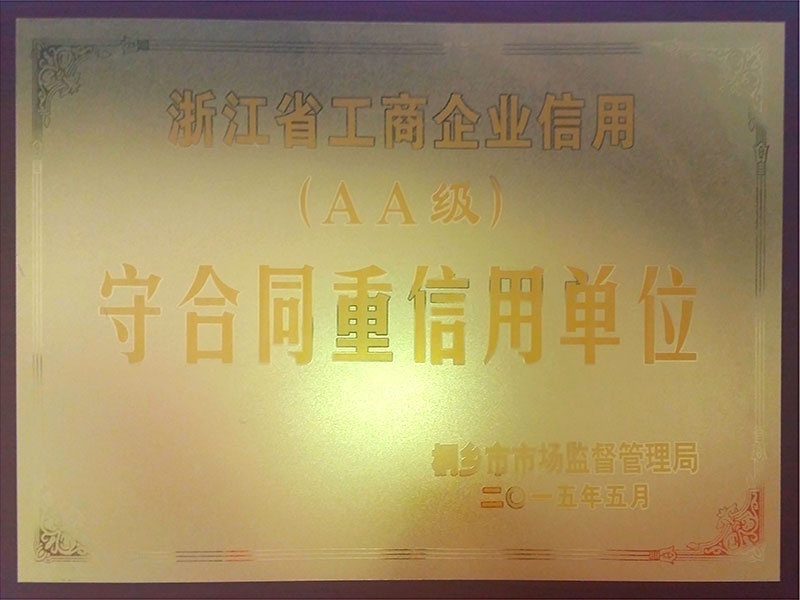 浙江省工商企业信用
（AA级）
守合同重信用单位
桐乡市市场监督管理局
二〇一五年五月